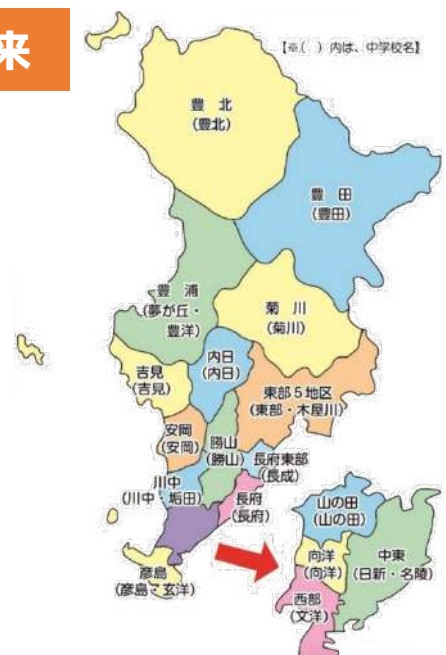 来
【※( )内は、中学校名】
豊 北
(豊北)
豊 田
(豊田)
豊 浦
(夢が丘・
豊洋)
菊 川
(菊川)
内日
(内日)
吉見
(吉見)
東部5地区
(東部・木屋川)
安岡
(安岡)
勝山
(勝山)
長府東部
(長成)
川中
(川中・垢田)
長府
(長府)
山の田
(山の田)
向洋
(向洋)
中東
(日新・名陵)
彦島
(彦島・玄洋)
西部
(文洋)